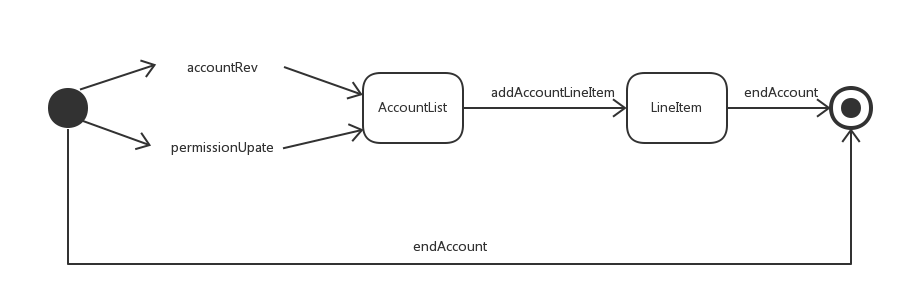 accountRev
permissionUpate
AccountList
addAccountLineItem
LineItem
endAccount
endAccount